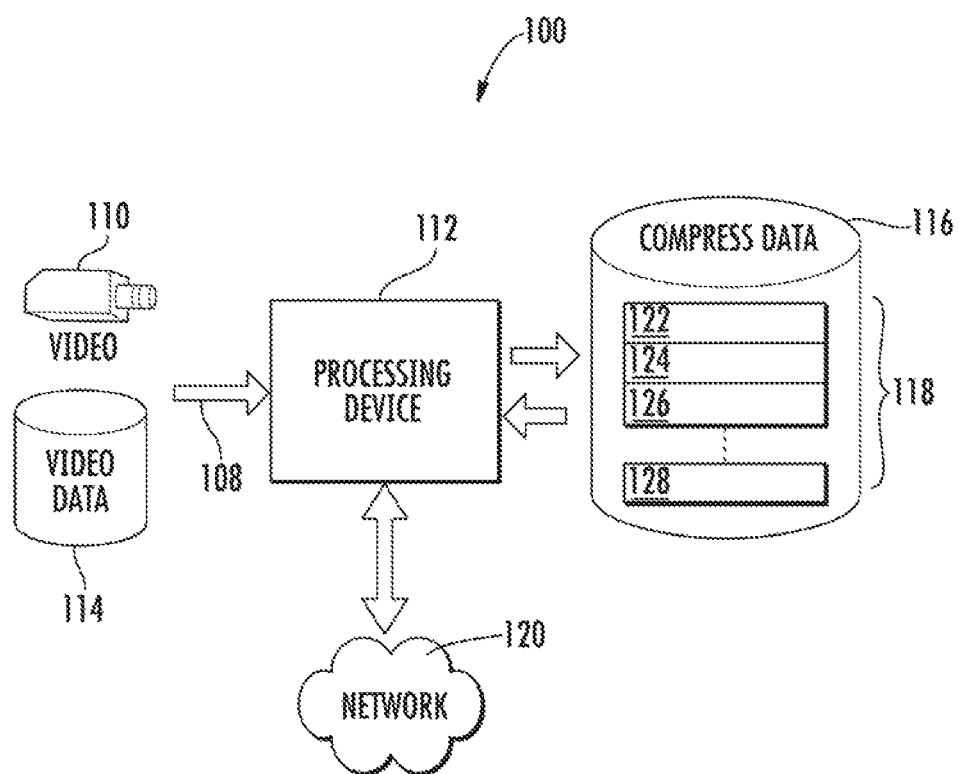 100
110
VIDEO
112
PROCESSING
DEVICE
COMPRESS DATA
116
122
124
126
128
118
VIDEO
DATA
108
114
120
NETWORK